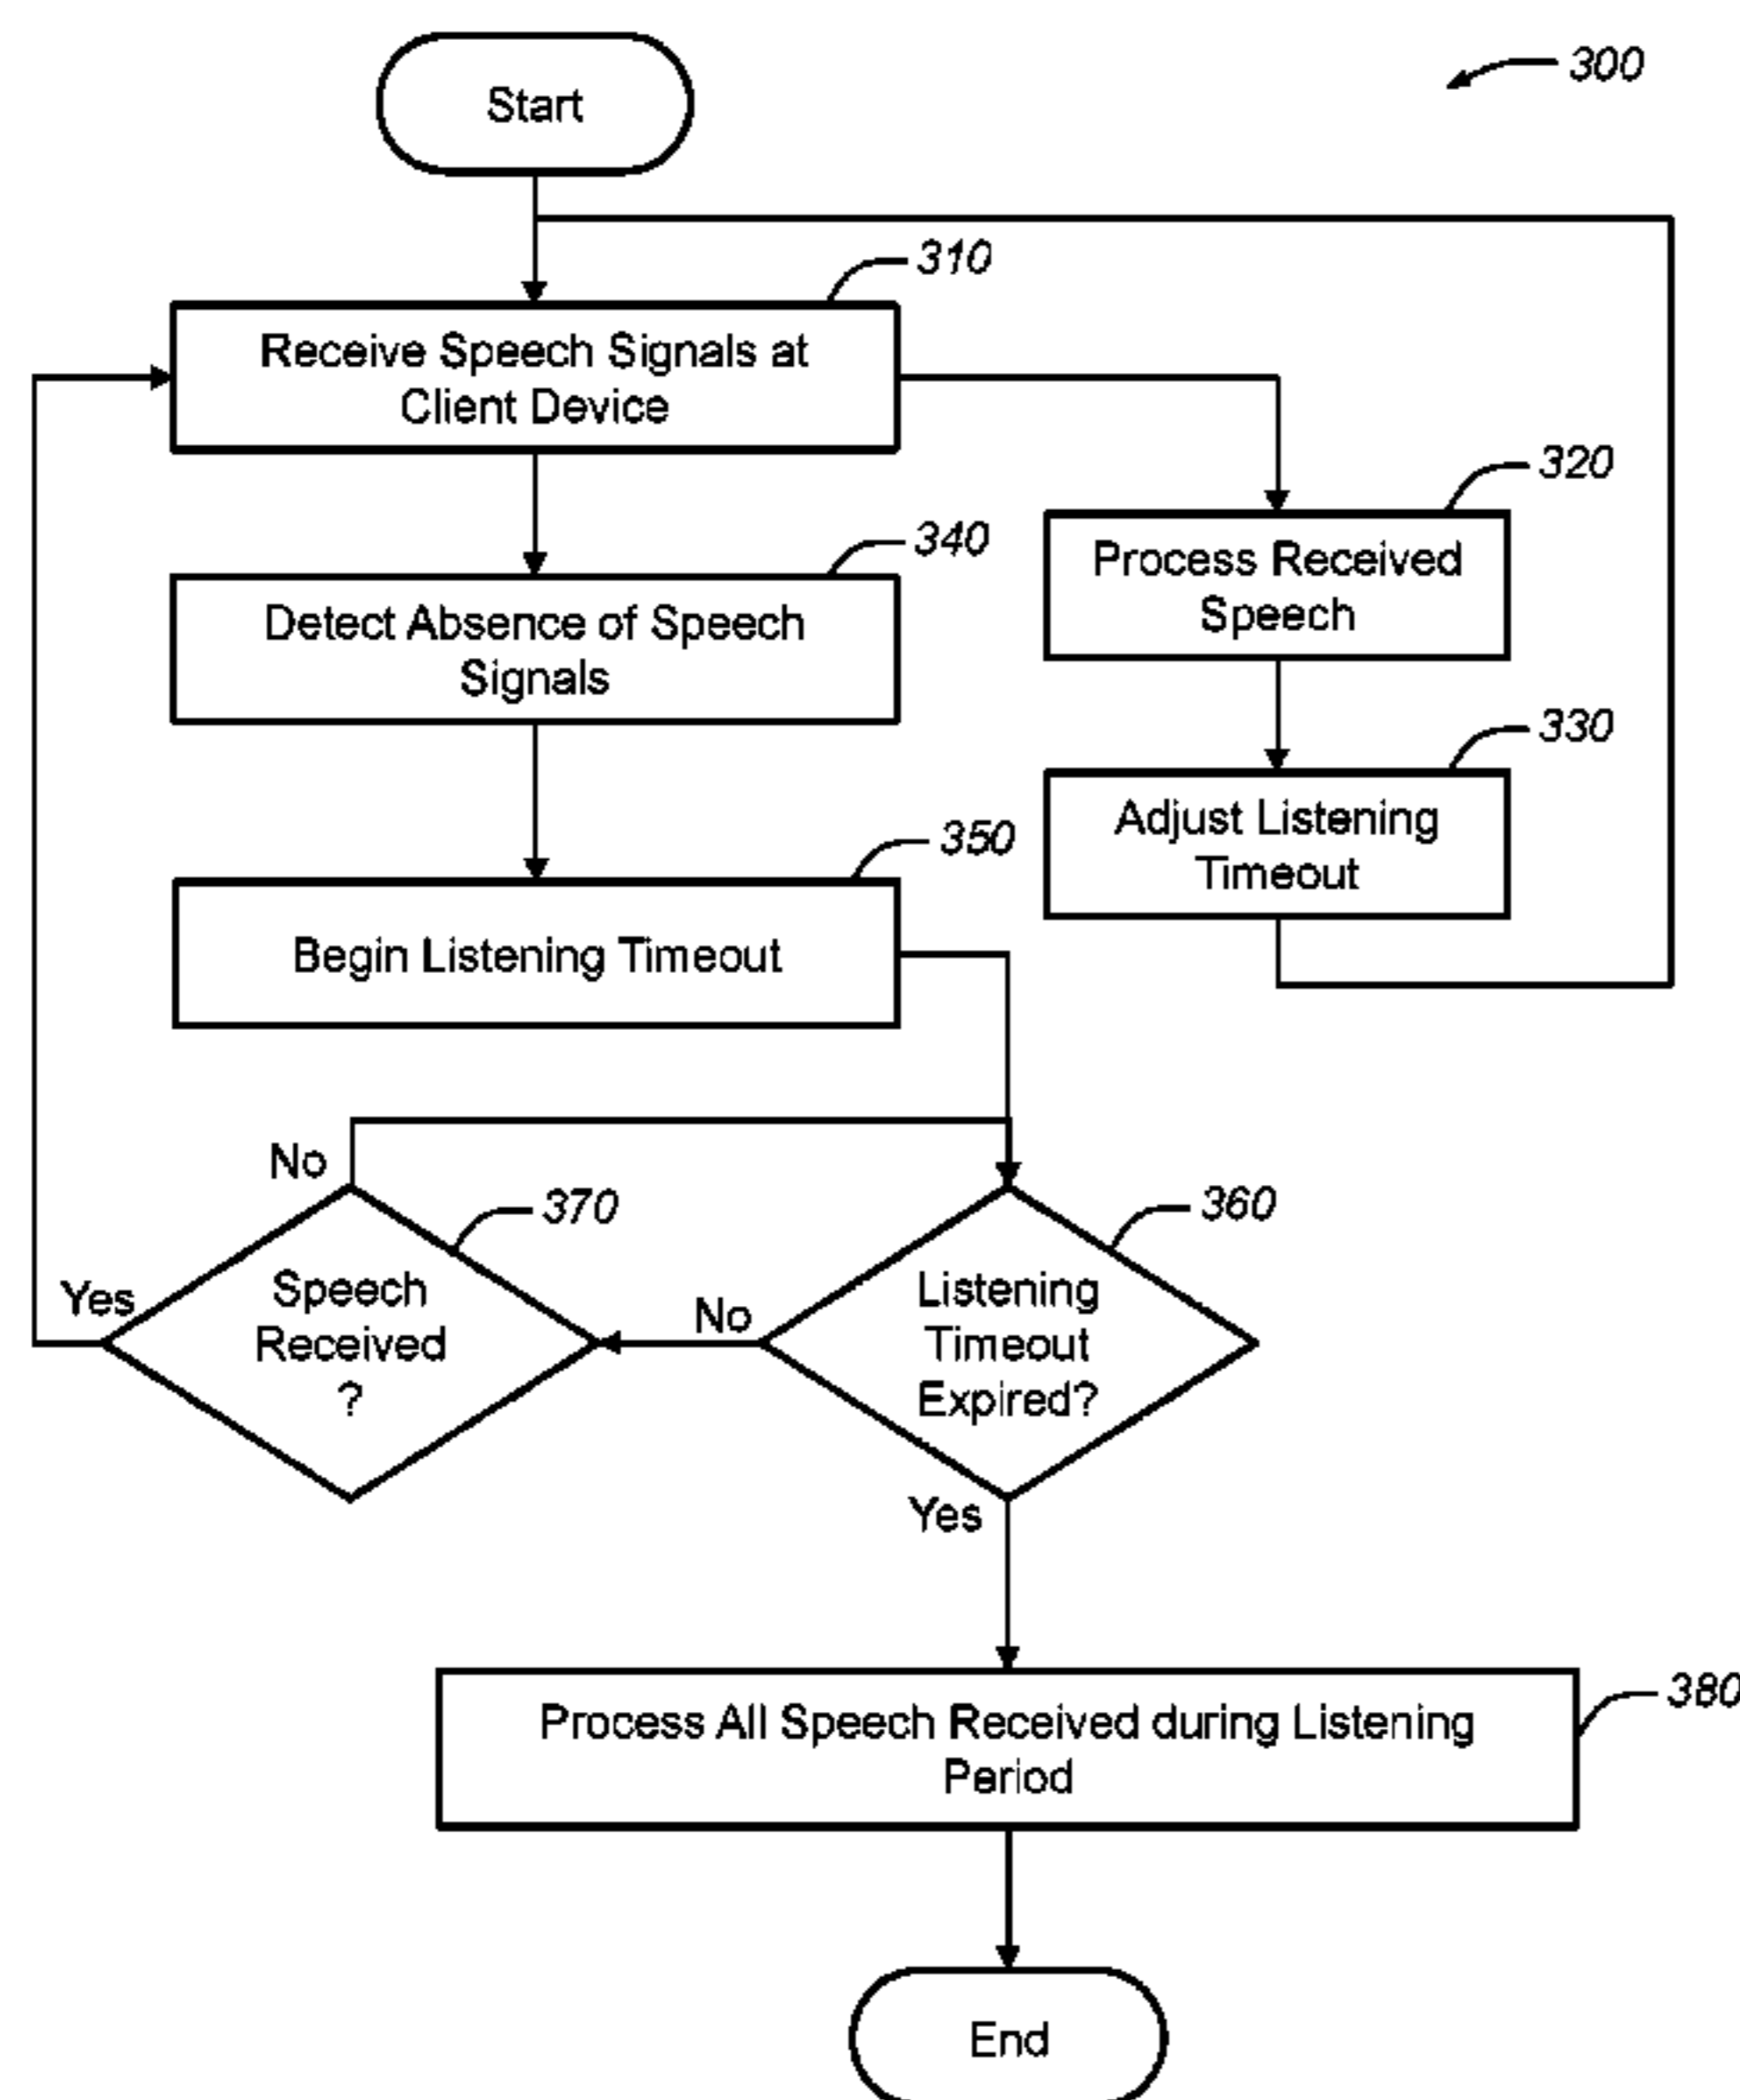 Start
300
310
Receive Speech Signals at
Client Device
320
Process Received
Speech
340
Detect Absence of Speech
Signals
330
Adjust Listening
Timeout
350
Begin Listening Timeout
No
370
360
Yes
Speech
Received
?
No
Listening
Timeout
Expired?
Yes
380
Process All Speech Received during Listening
Period
End